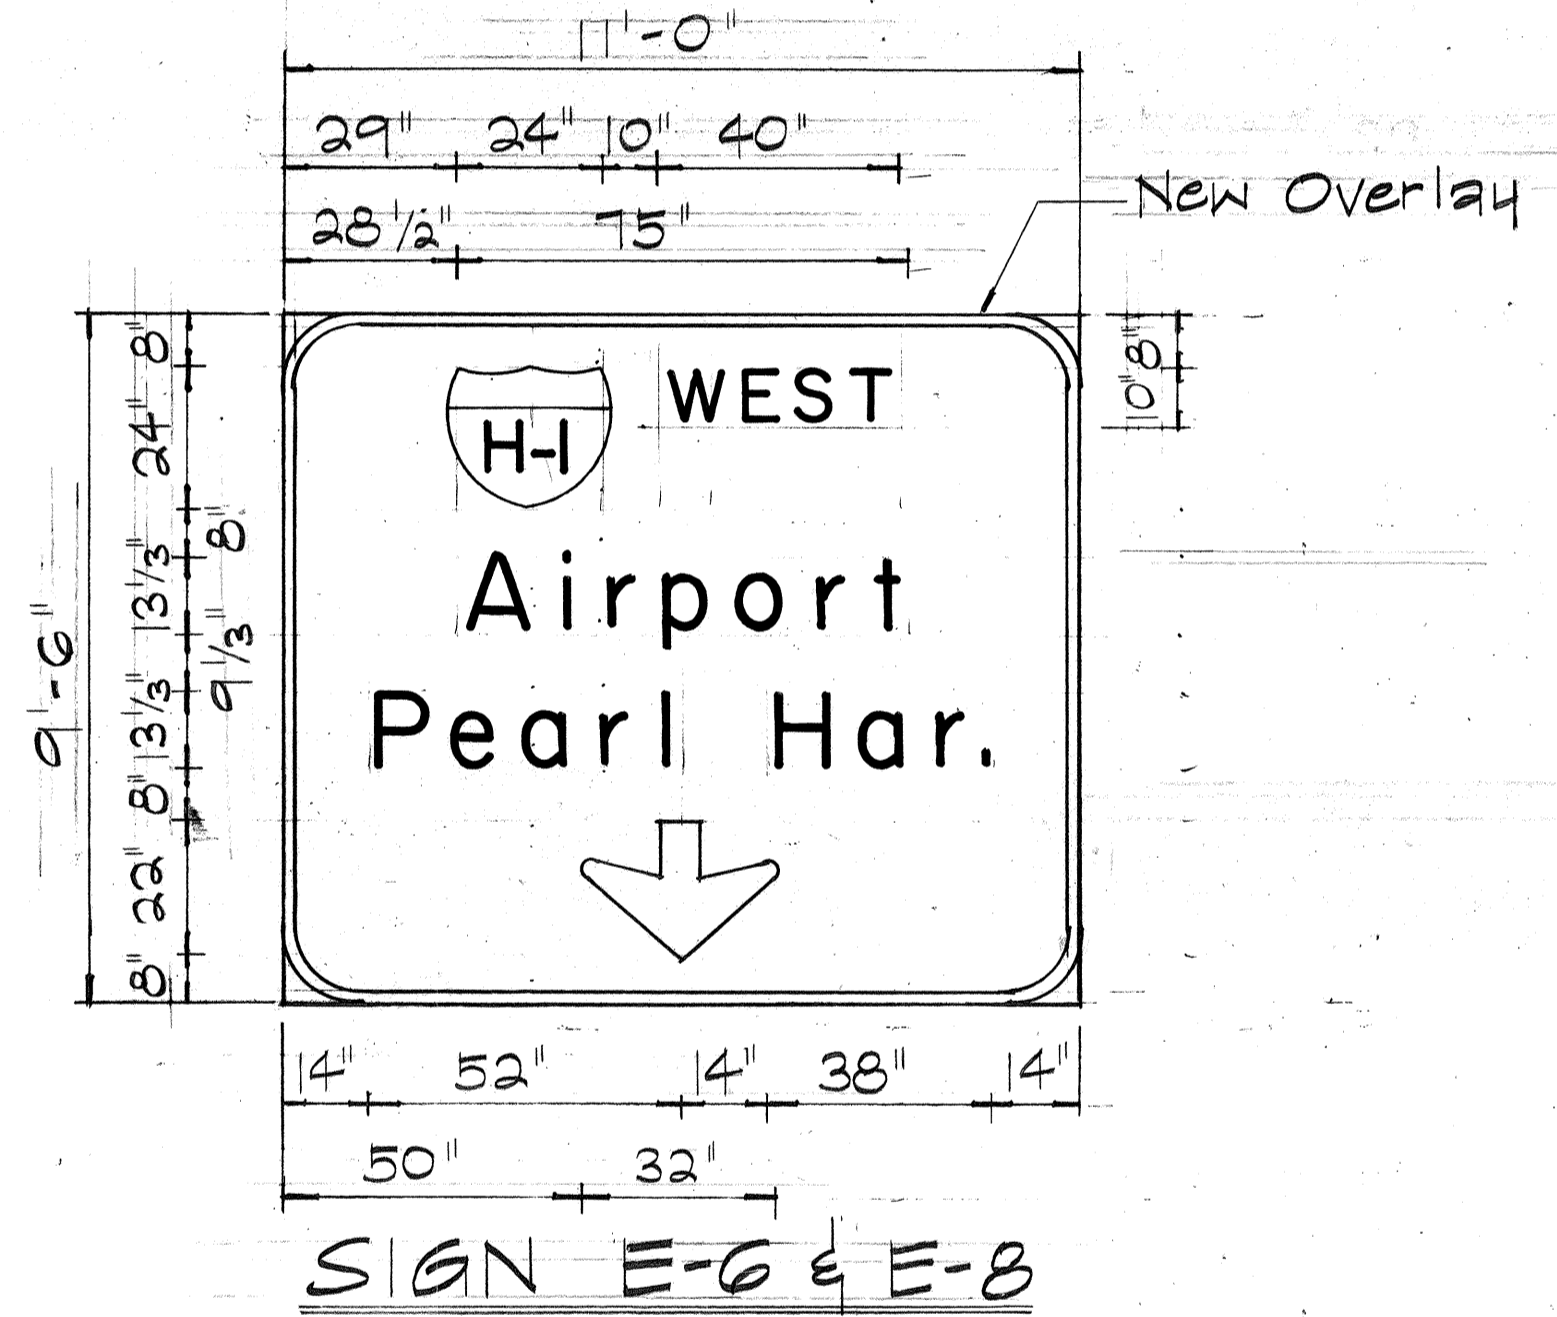 11'-0"
29" 24" 10" 40"
28 1/2" 75"
New Overlay
8"
24"
8"
13 1/3"
9 1/3"
13 1/3"
8"
22"
8"
9'-6"
8"
10"
H-1 WEST
Airport
Pearl Har.
14" 52" 14" 38" 14"
50" 32"
SIGN E-6 & E-8